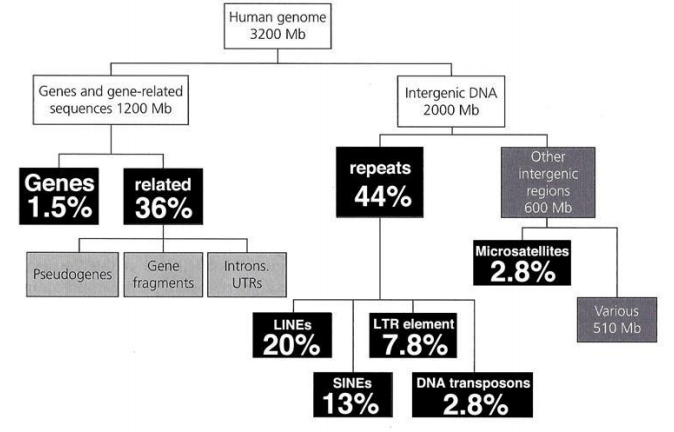 Human genome
3200 Mb
Genes and gene-related
sequences 1200 Mb
Intergenic DNA
2000 Mb
Genes
1.5%
related
36%
repeats
44%
Other
intergenic
regions
600 Mb
Pseudogenes
Gene
fragments
Introns.
UTRs
Microsatellites
2.8%
Various
510 Mb
LINEs
20%
LTR element
7.8%
SINEs
13%
DNA transposons
2.8%